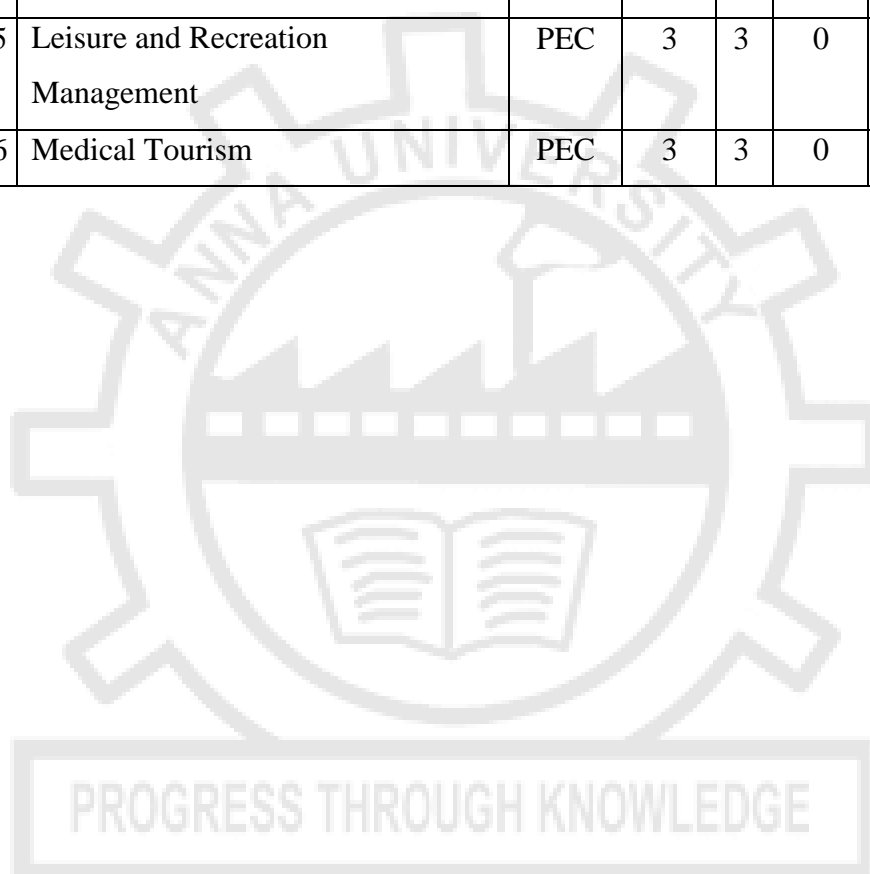 5 Leisure and Recreation PEC 3 3 0
Management
6 Medical Tourism PEC 3 3 0
ANNA UNIVERSITY
PROGRESS THROUGH KNOWLEDGE